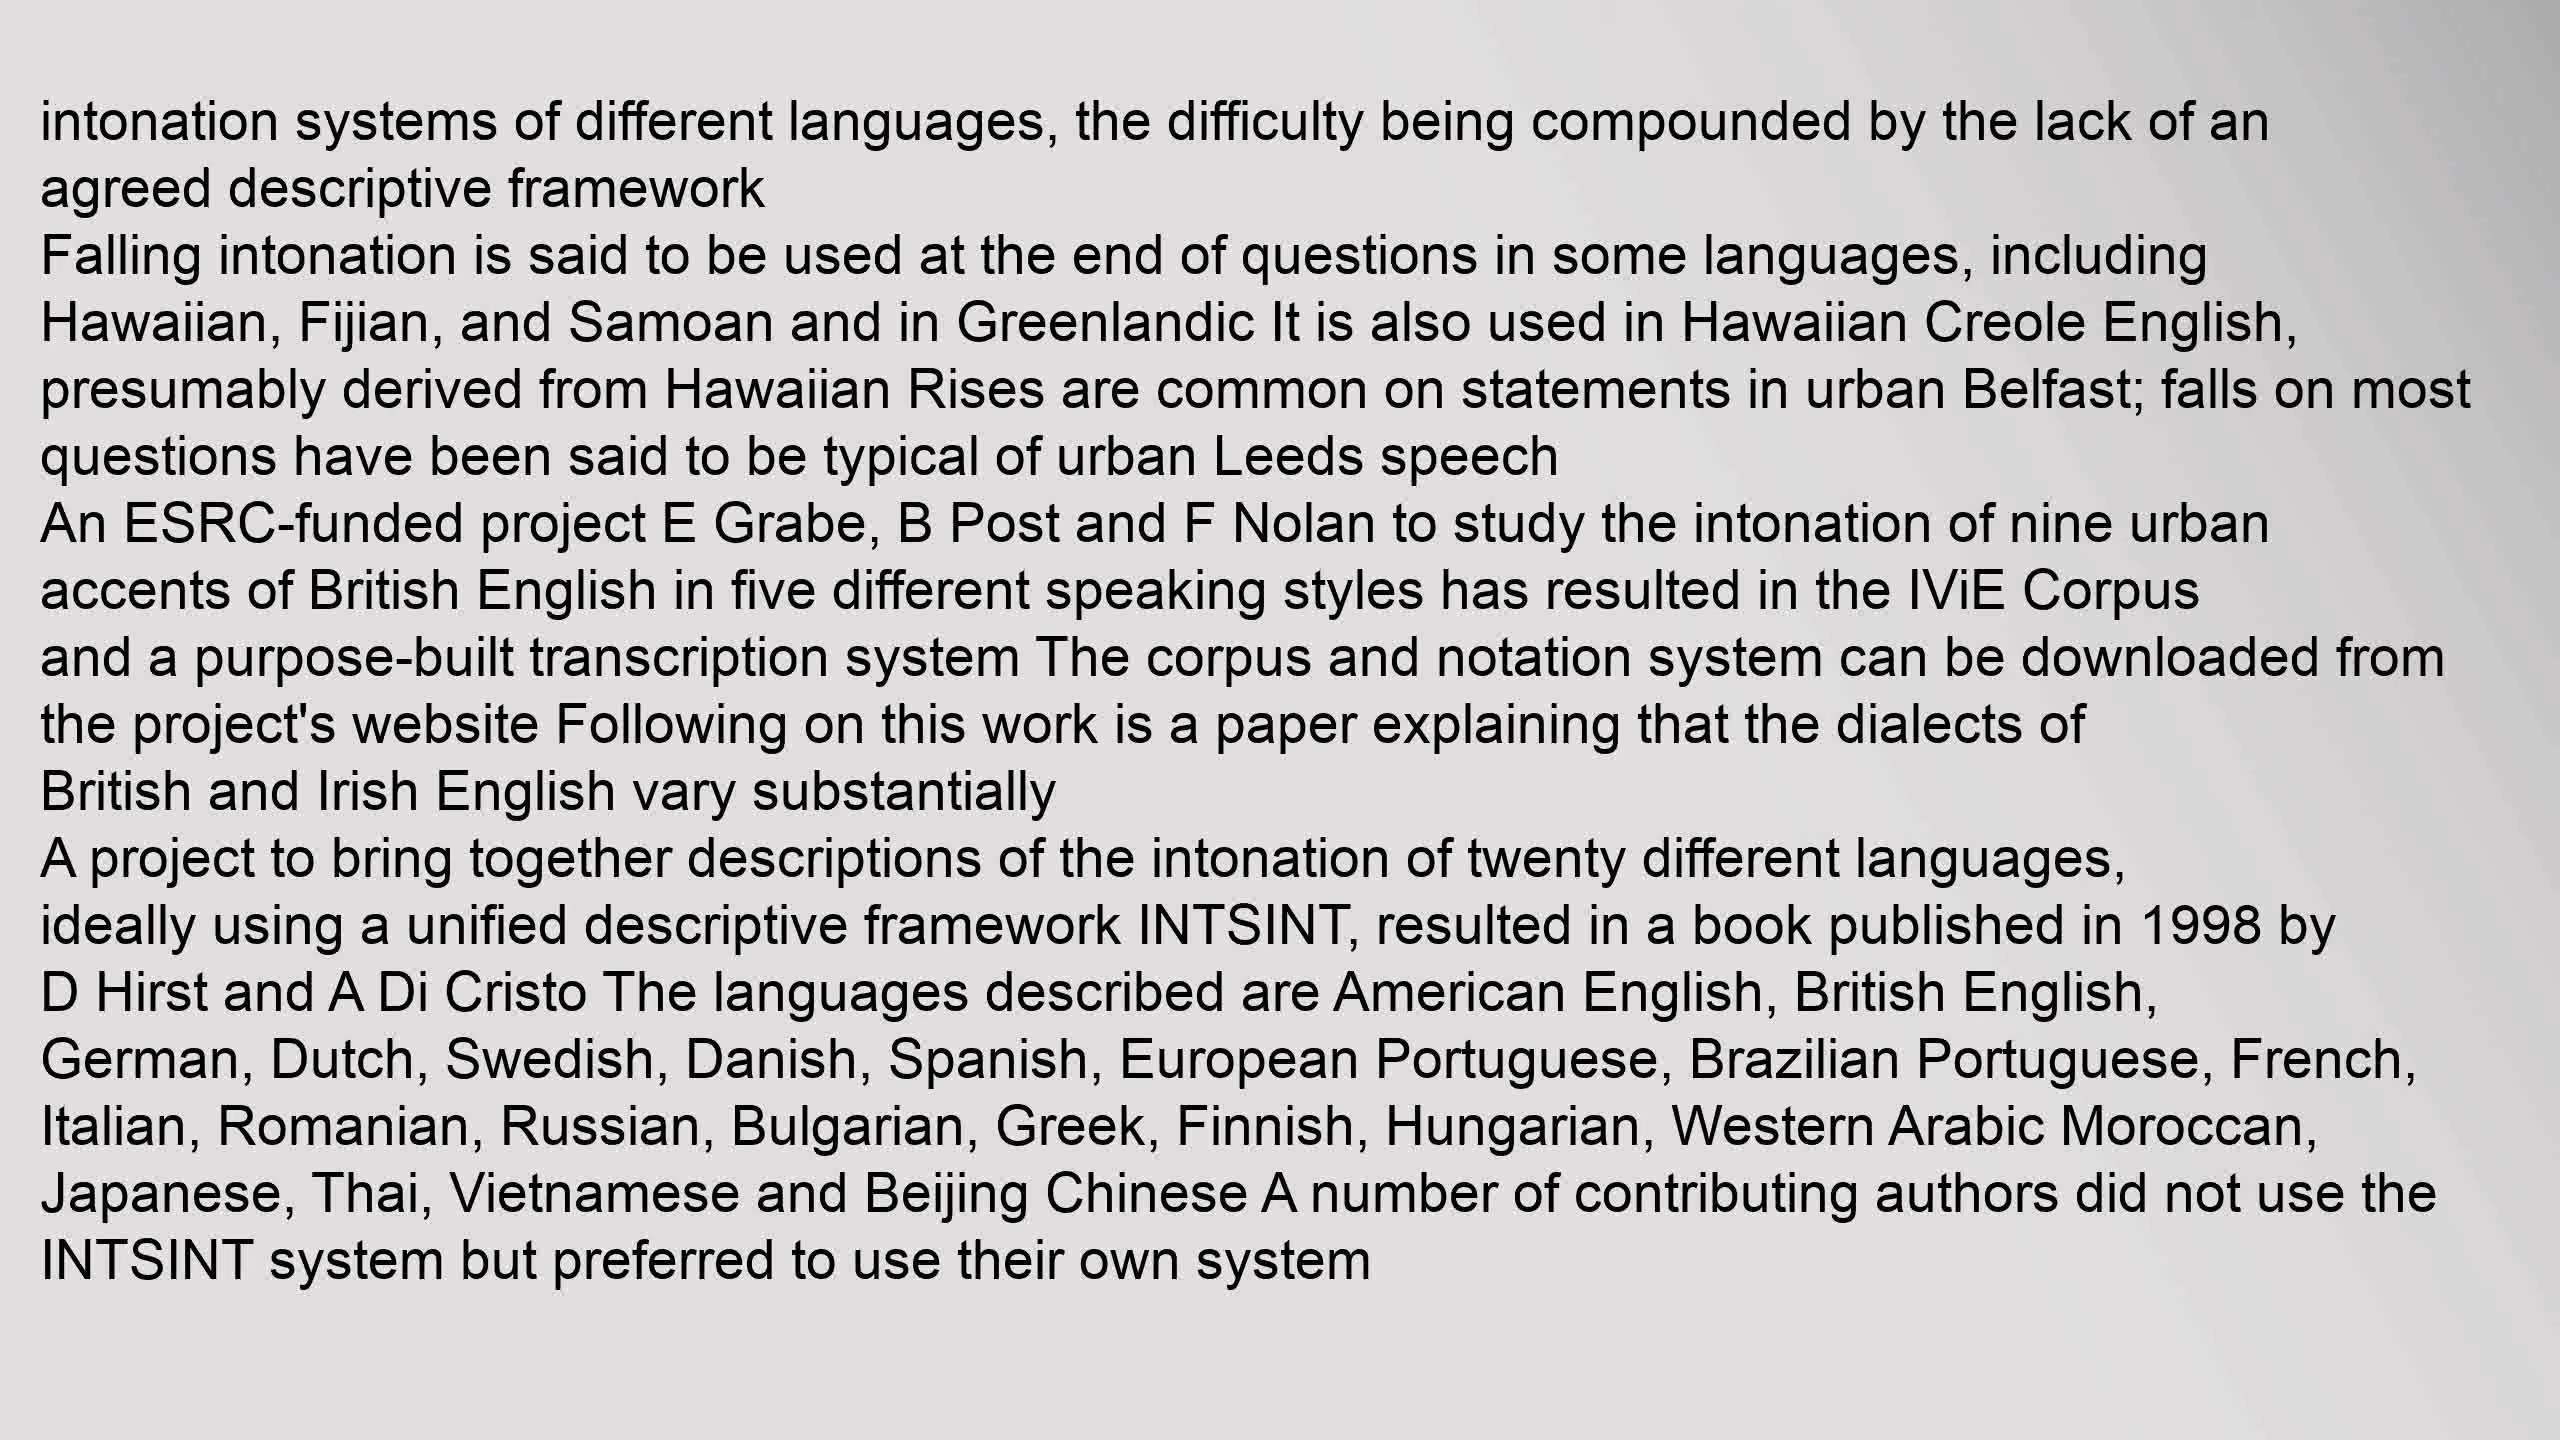 intonation systems of different languages, the difficulty being compounded by the lack of an
agreed descriptive framework
Falling intonation is said to be used at the end of questions in some languages, including
Hawaiian, Fijian, and Samoan and in Greenlandic It is also used in Hawaiian Creole English,
presumably derived from Hawaiian Rises are common on statements in urban Belfast; falls on most
questions have been said to be typical of urban Leeds speech
An ESRC-funded project E Grabe, B Post and F Nolan to study the intonation of nine urban
accents of British English in five different speaking styles has resulted in the IViE Corpus
and a purpose-built transcription system The corpus and notation system can be downloaded from
the project's website Following on this work is a paper explaining that the dialects of
British and Irish English vary substantially
A project to bring together descriptions of the intonation of twenty different languages,
ideally using a unified descriptive framework INTSINT, resulted in a book published in 1998 by
D Hirst and A Di Cristo The languages described are American English, British English,
German, Dutch, Swedish, Danish, Spanish, European Portuguese, Brazilian Portuguese, French,
Italian, Romanian, Russian, Bulgarian, Greek, Finnish, Hungarian, Western Arabic Moroccan,
Japanese, Thai, Vietnamese and Beijing Chinese A number of contributing authors did not use the
INTSINT system but preferred to use their own system